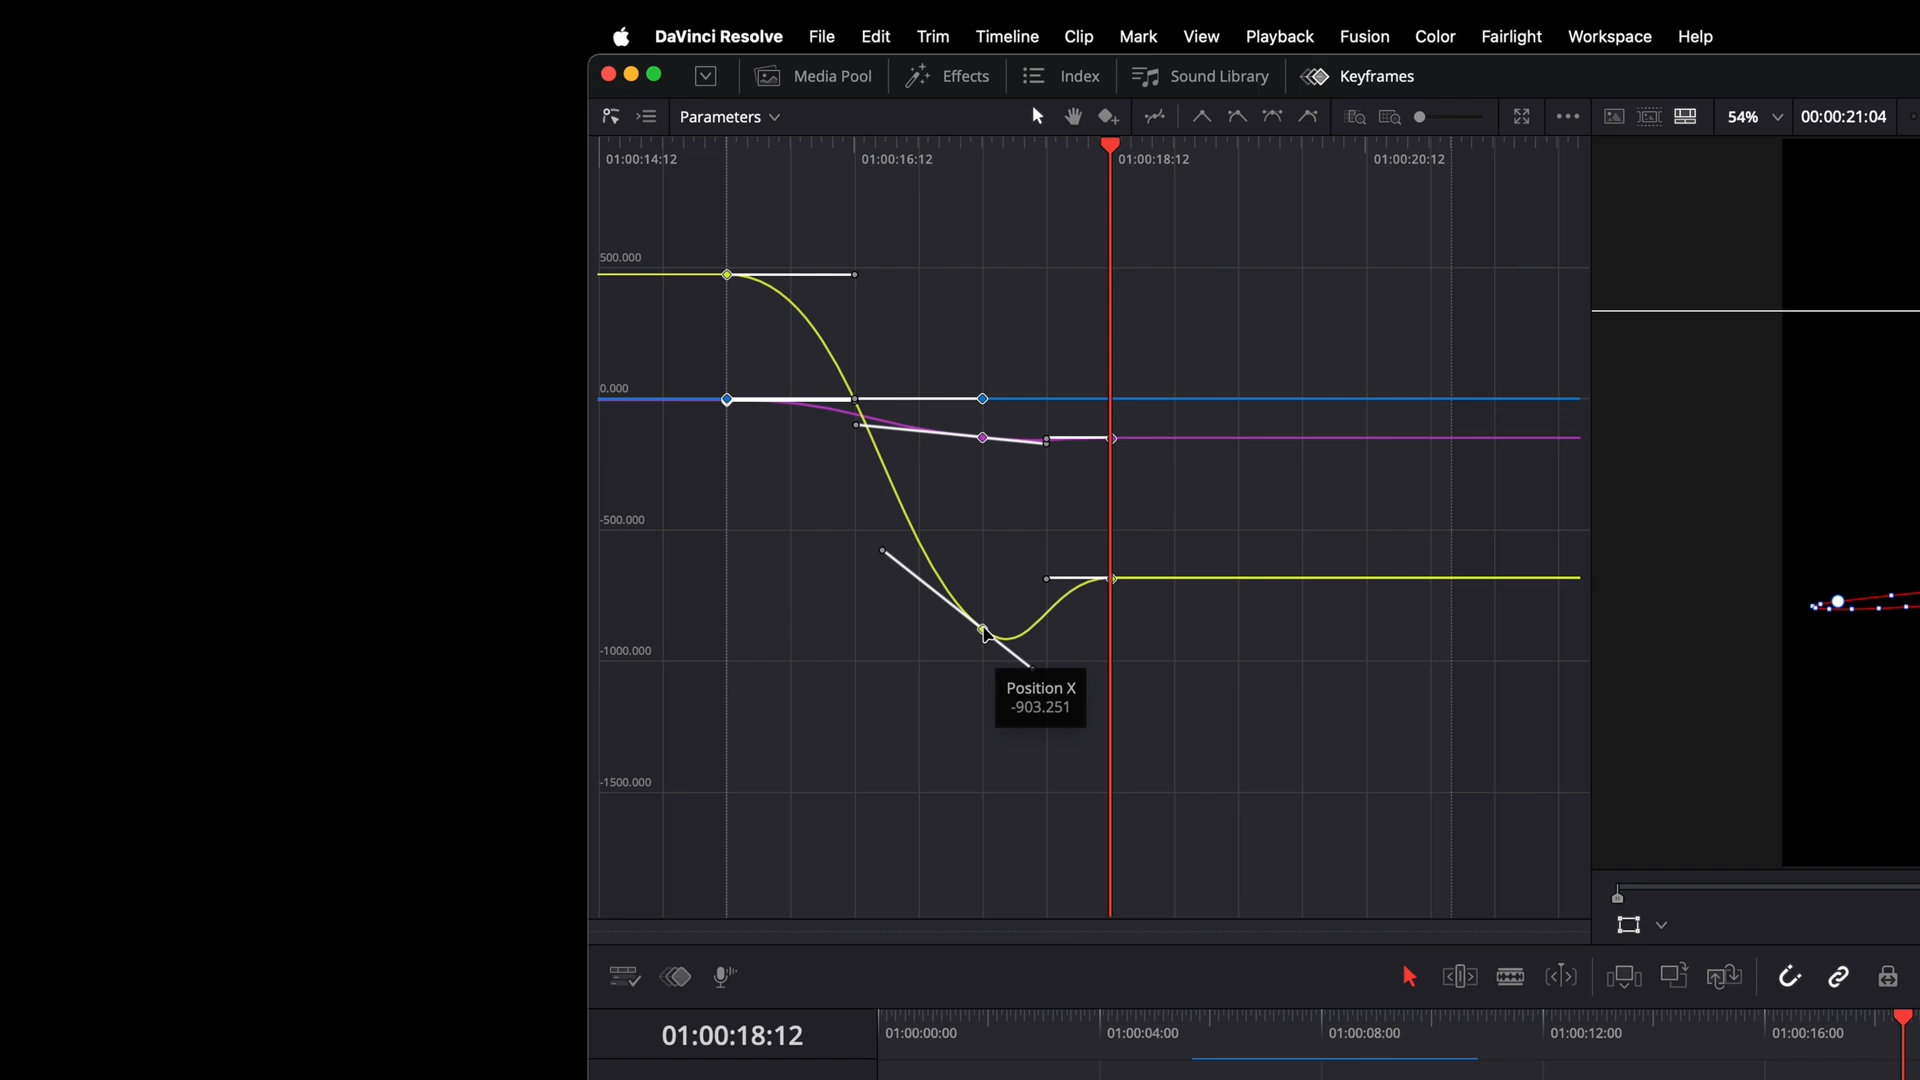 DaVinci Resolve File Edit Trim Timeline Clip Mark View Playback Fusion Color Fairlight Workspace Help
Media Pool Effects Index Sound Library Keyframes
Parameters 54% 00:00:21:04
01:00:14:12 01:00:16:12 01:00:18:12 01:00:20:12
500.000
0.000
-500.000
-1000.000
Position X
-903.251
-1500.000
01:00:18:12 01:00:00:00 01:00:04:00 01:00:08:00 01:00:12:00 01:00:16:00